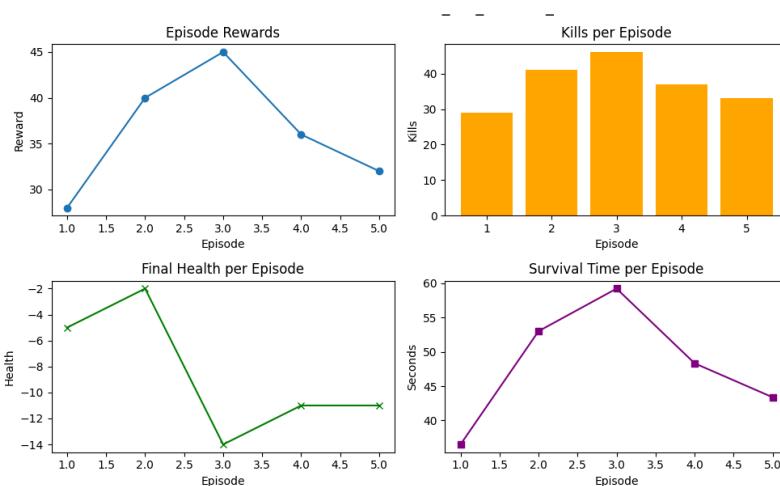 Episode Rewards
45
40
35
30
Reward
1.0 1.5 2.0 2.5 3.0 3.5 4.0 4.5 5.0
Episode
Kills per Episode
40
30
20
10
0
Kills
1 2 3 4 5
Episode
Final Health per Episode
−2
−4
−6
−8
−10
−12
−14
Health
1.0 1.5 2.0 2.5 3.0 3.5 4.0 4.5 5.0
Episode
Survival Time per Episode
60
55
50
45
40
Seconds
1.0 1.5 2.0 2.5 3.0 3.5 4.0 4.5 5.0
Episode